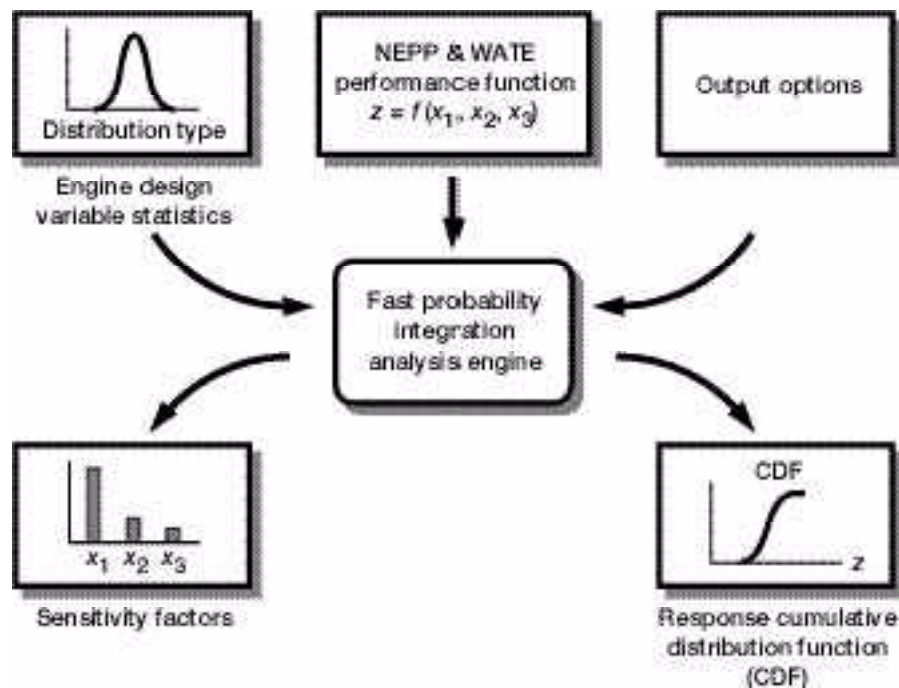 Distribution type
Engine design
variable statistics
NEPP & WATE
performance function
z = f (x₁, x₂, x₃)
Output options
Fast probability
integration
analysis engine
x₁ x₂ x₃
Sensitivity factors
CDF
z
Response cumulative
distribution function
(CDF)